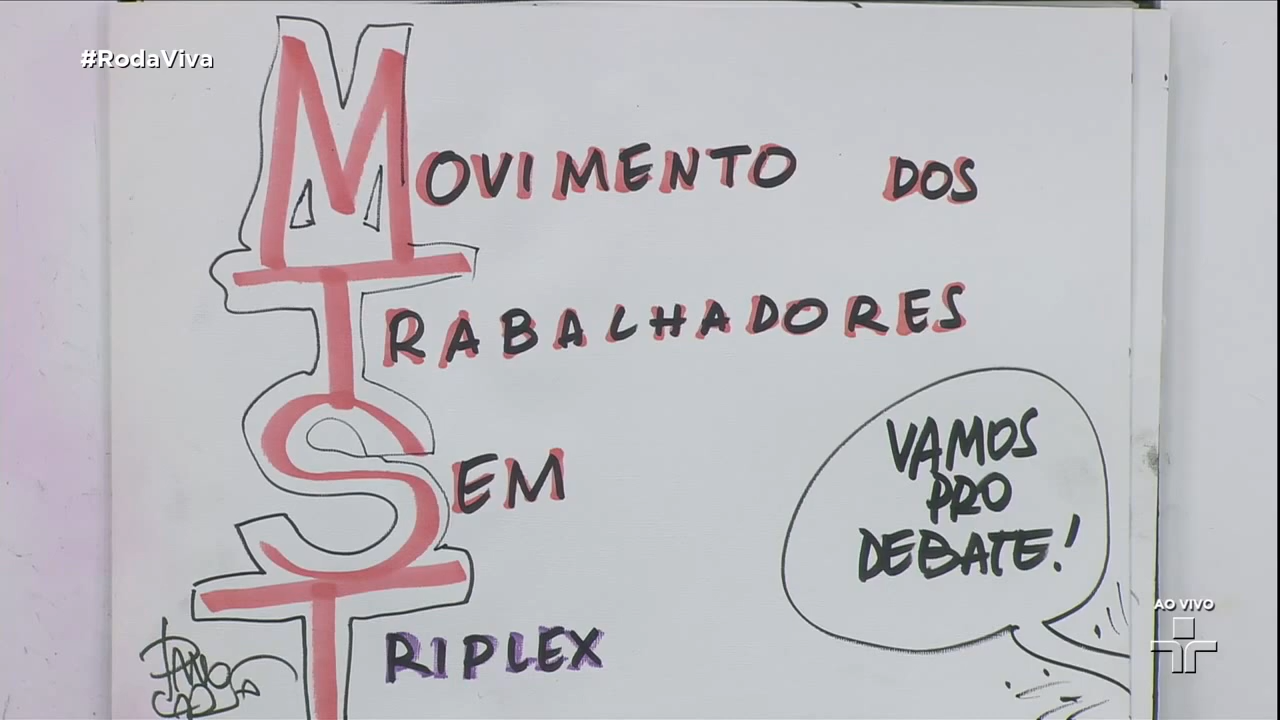 #RodaViva
MOVIMENTO DOS
TRABALHADORES
SEM
TRIPLEX
VAMOS
PRO
DEBATE!
AO VIVO